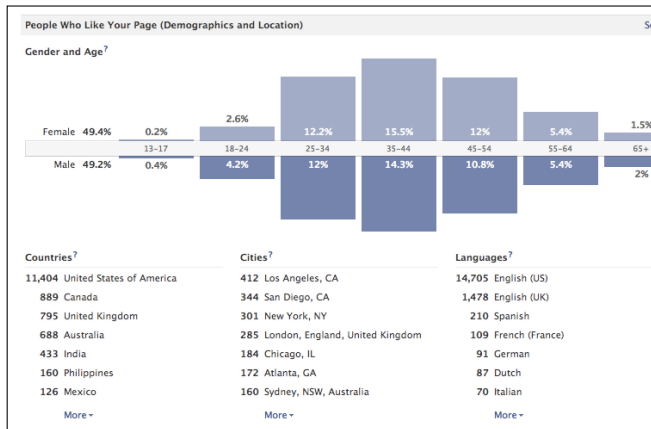 People Who Like Your Page (Demographics and Location)
Gender and Age?
Female 49.4% 0.2% 2.6% 12.2% 15.5% 12% 5.4% 1.5%
13-17 18-24 25-34 35-44 45-54 55-64 65+
Male 49.2% 0.4% 4.2% 12% 14.3% 10.8% 5.4% 2%
Countries? Cities? Languages?
11,404 United States of America 412 Los Angeles, CA 14,705 English (US)
889 Canada 344 San Diego, CA 1,478 English (UK)
795 United Kingdom 301 New York, NY 210 Spanish
688 Australia 285 London, England, United Kingdom 109 French (France)
433 India 184 Chicago, IL 91 German
160 Philippines 172 Atlanta, GA 87 Dutch
126 Mexico 160 Sydney, NSW, Australia 70 Italian
More More More